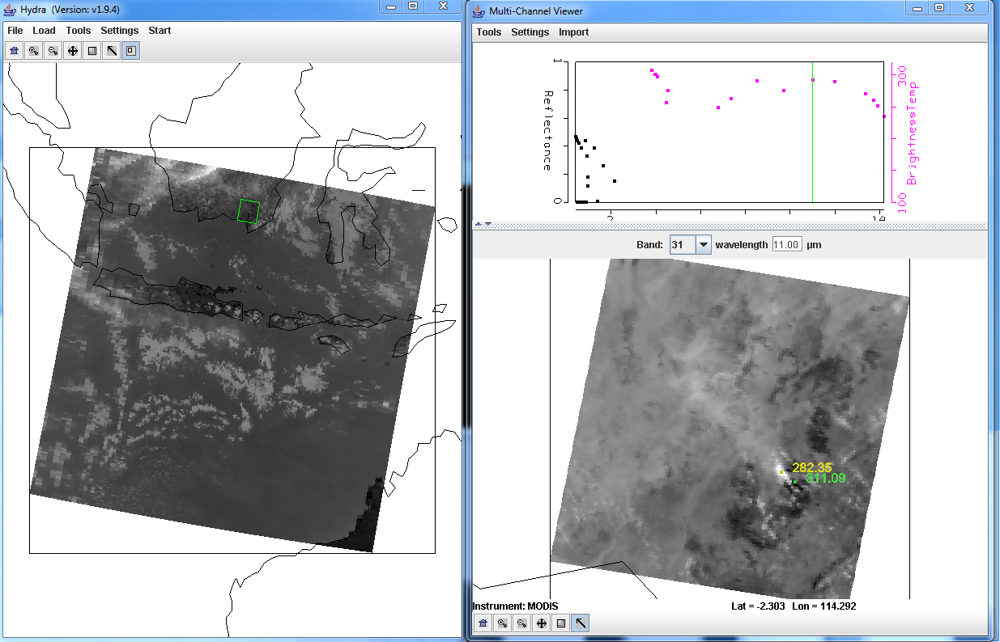 Hydra (Version: v1.9.4)
File Load Tools Settings Start
Multi-Channel Viewer
Tools Settings Import
1
Reflectance
0
300
BrightnessTemp
100
2
14
Band: 31 wavelength 11.00 µm
282.35
311.09
Instrument: MODIS Lat = -2.303 Lon = 114.292